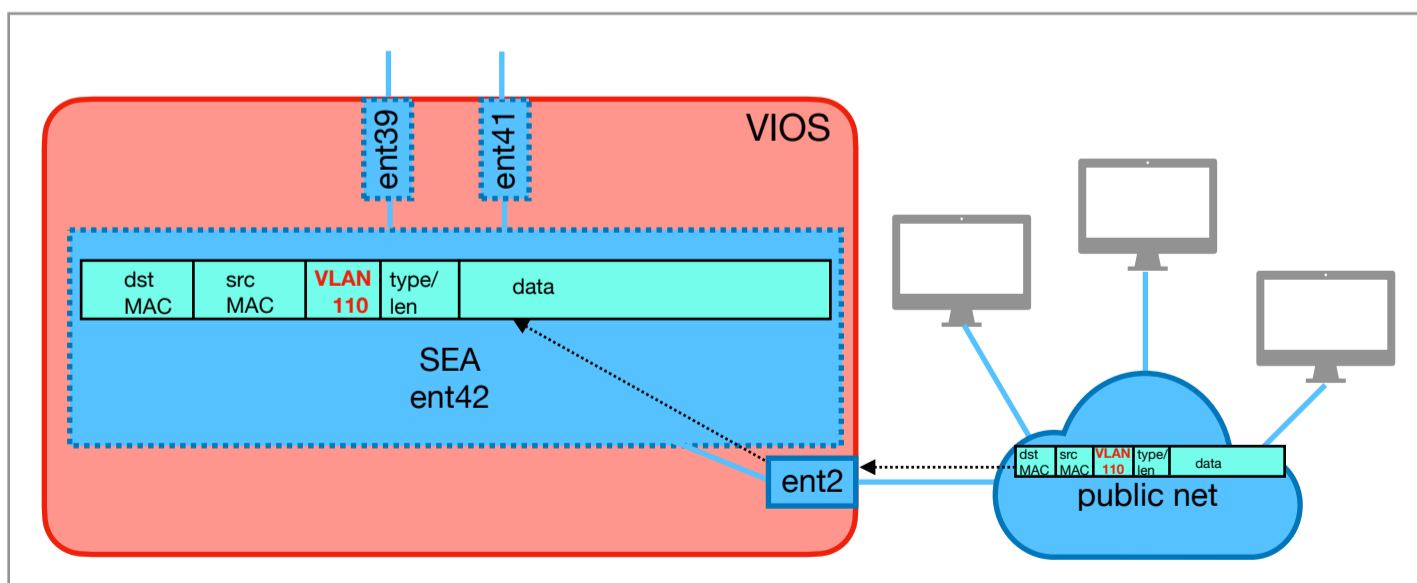 VIOS
ent39
ent41
dst
MAC
src
MAC
VLAN
110
type/
len
data
SEA
ent42
ent2
dst
MAC
src
MAC
VLAN
110
type/
len
data
public net